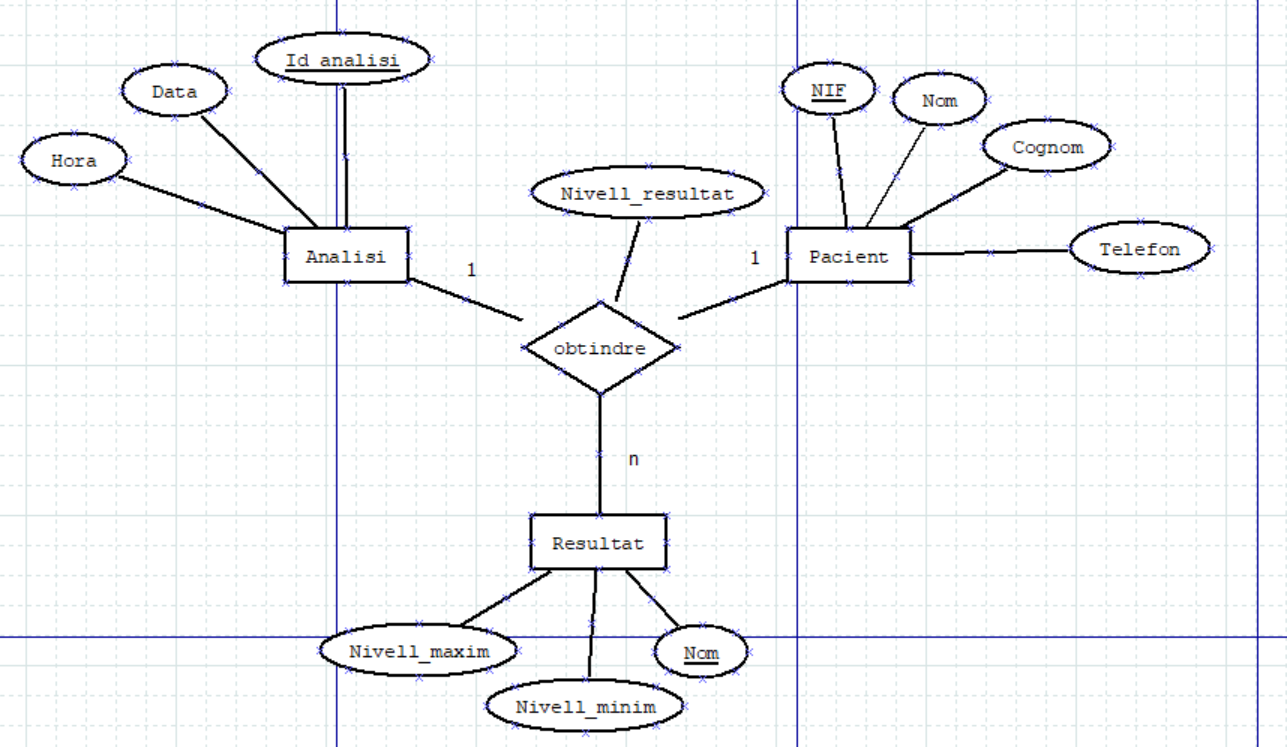 Id_analisi
Data
NIF
Nom
Hora
Cognom
Nivell_resultat
Analisi
Pacient
Telefon
1
1
obtindre
n
Resultat
Nivell_maxim
Nom
Nivell_minim